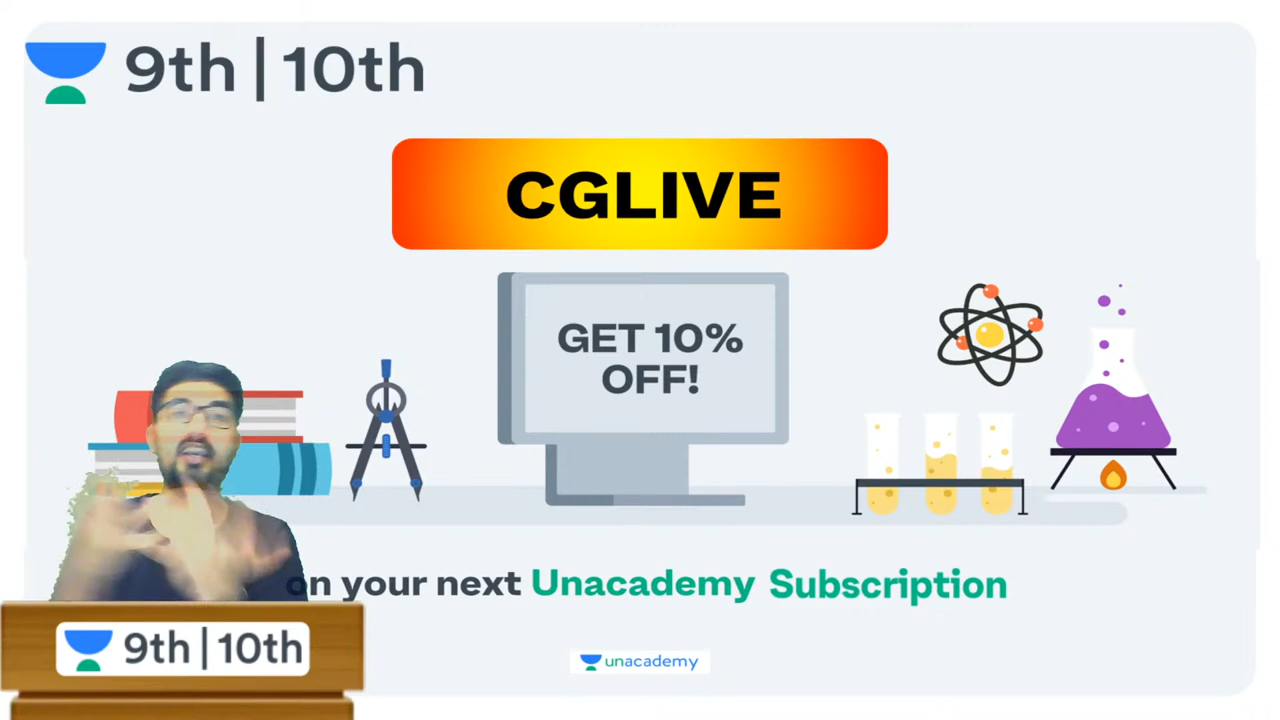 9th | 10th
CGLIVE
GET 10%
OFF!
on your next Unacademy Subscription
9th | 10th
unacademy